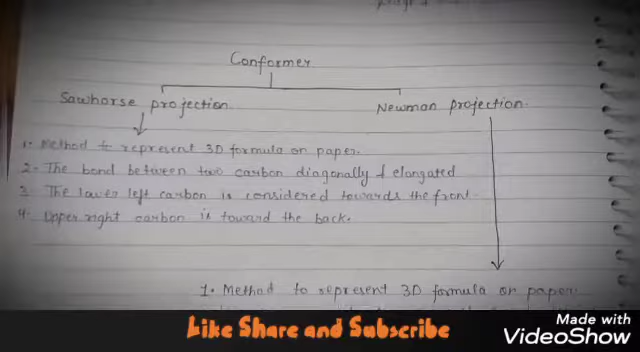 Conformer
Sawhorse projection
Newman projection.
1. Method to represent 3D formula on paper.
2. The bond between two carbon diagonally & elongated
3. The lower left carbon is considered towards the front.
4. Upper right carbon is toward the back.
1. Method to represent 3D formula on paper.
Like Share and Subscribe
Made with
VideoShow